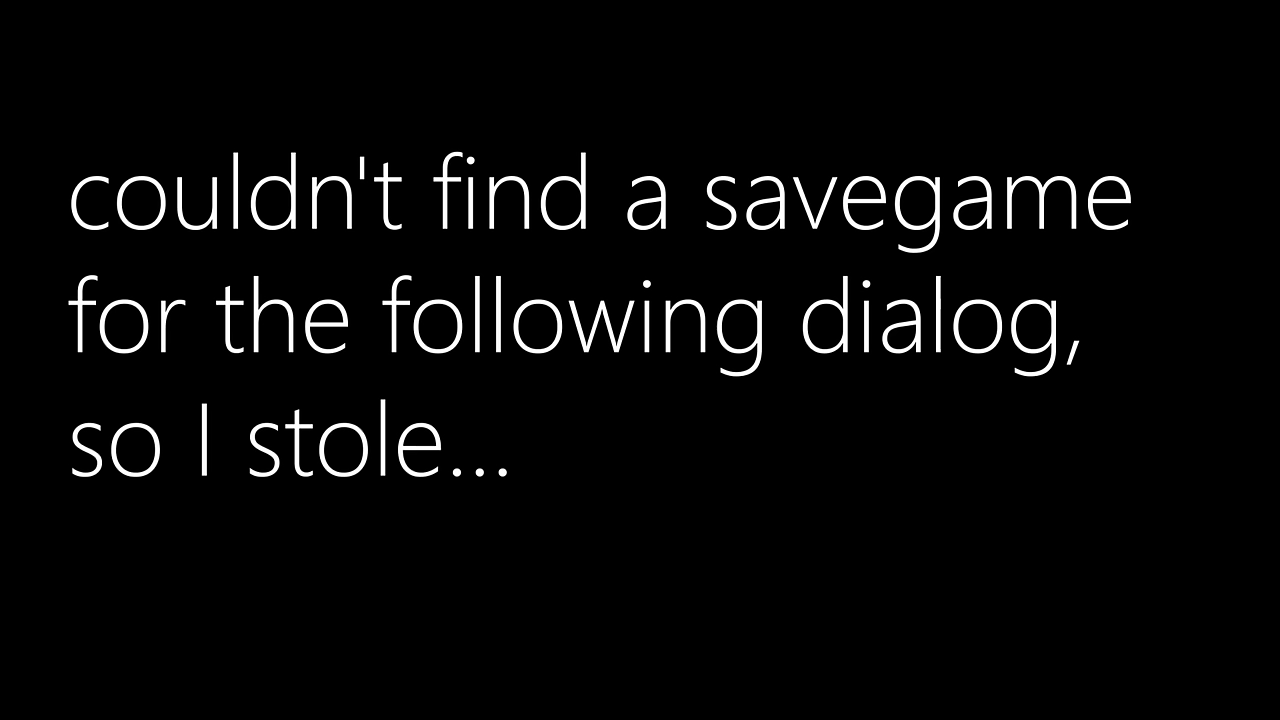 couldn't find a savegame
for the following dialog,
so I stole...